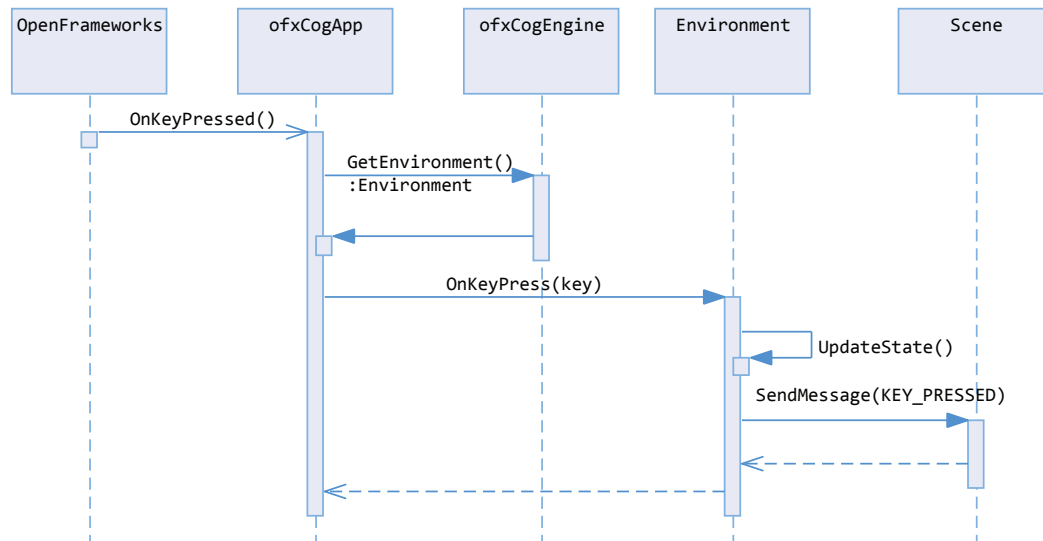 OpenFrameworks
ofxCogApp
ofxCogEngine
Environment
Scene
OnKeyPressed()
GetEnvironment()
:Environment
OnKeyPress(key)
UpdateState()
SendMessage(KEY_PRESSED)